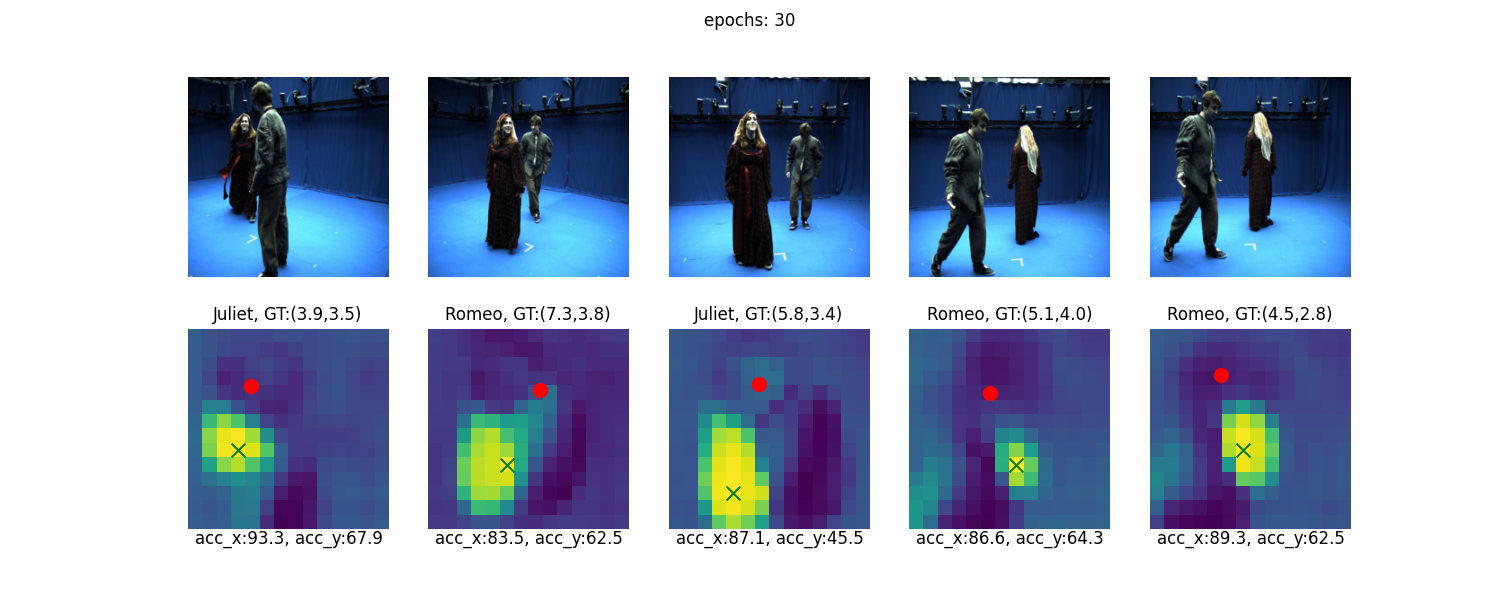 epochs: 30
Juliet, GT:(3.9,3.5)
Romeo, GT:(7.3,3.8)
Juliet, GT:(5.8,3.4)
Romeo, GT:(5.1,4.0)
Romeo, GT:(4.5,2.8)
acc_x:93.3, acc_y:67.9
acc_x:83.5, acc_y:62.5
acc_x:87.1, acc_y:45.5
acc_x:86.6, acc_y:64.3
acc_x:89.3, acc_y:62.5